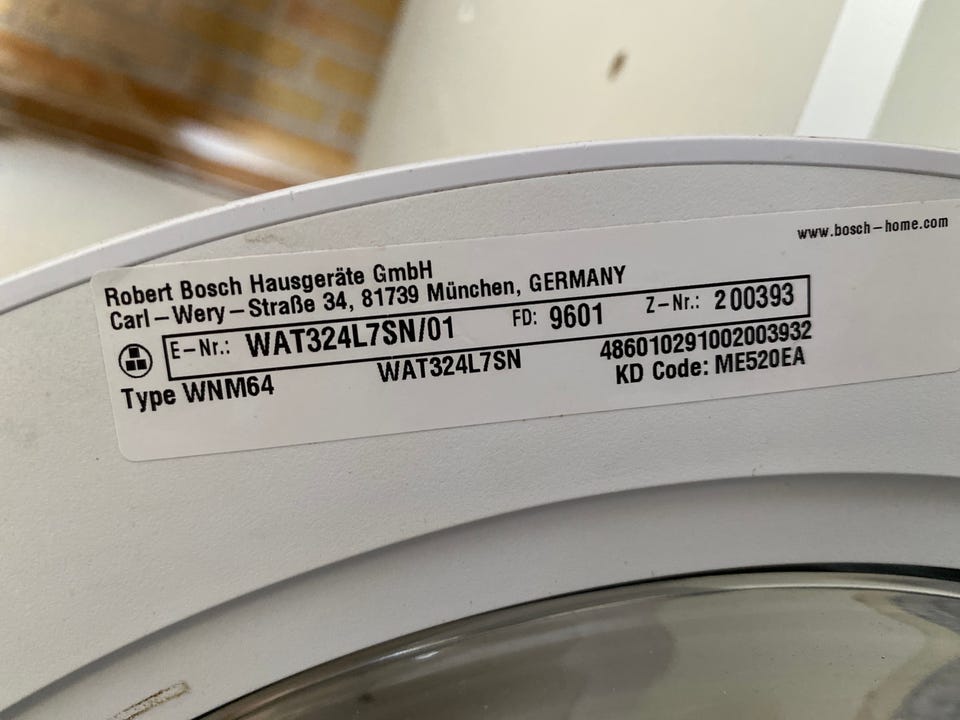 www.bosch-home.com
Robert Bosch Hausgeräte GmbH
Carl-Wery-Straße 34, 81739 München, GERMANY
E-Nr.: WAT324L7SN/01 FD: 9601 Z-Nr.: 200393
Type WNM64 WAT324L7SN 486010291002003932
KD Code: ME520EA